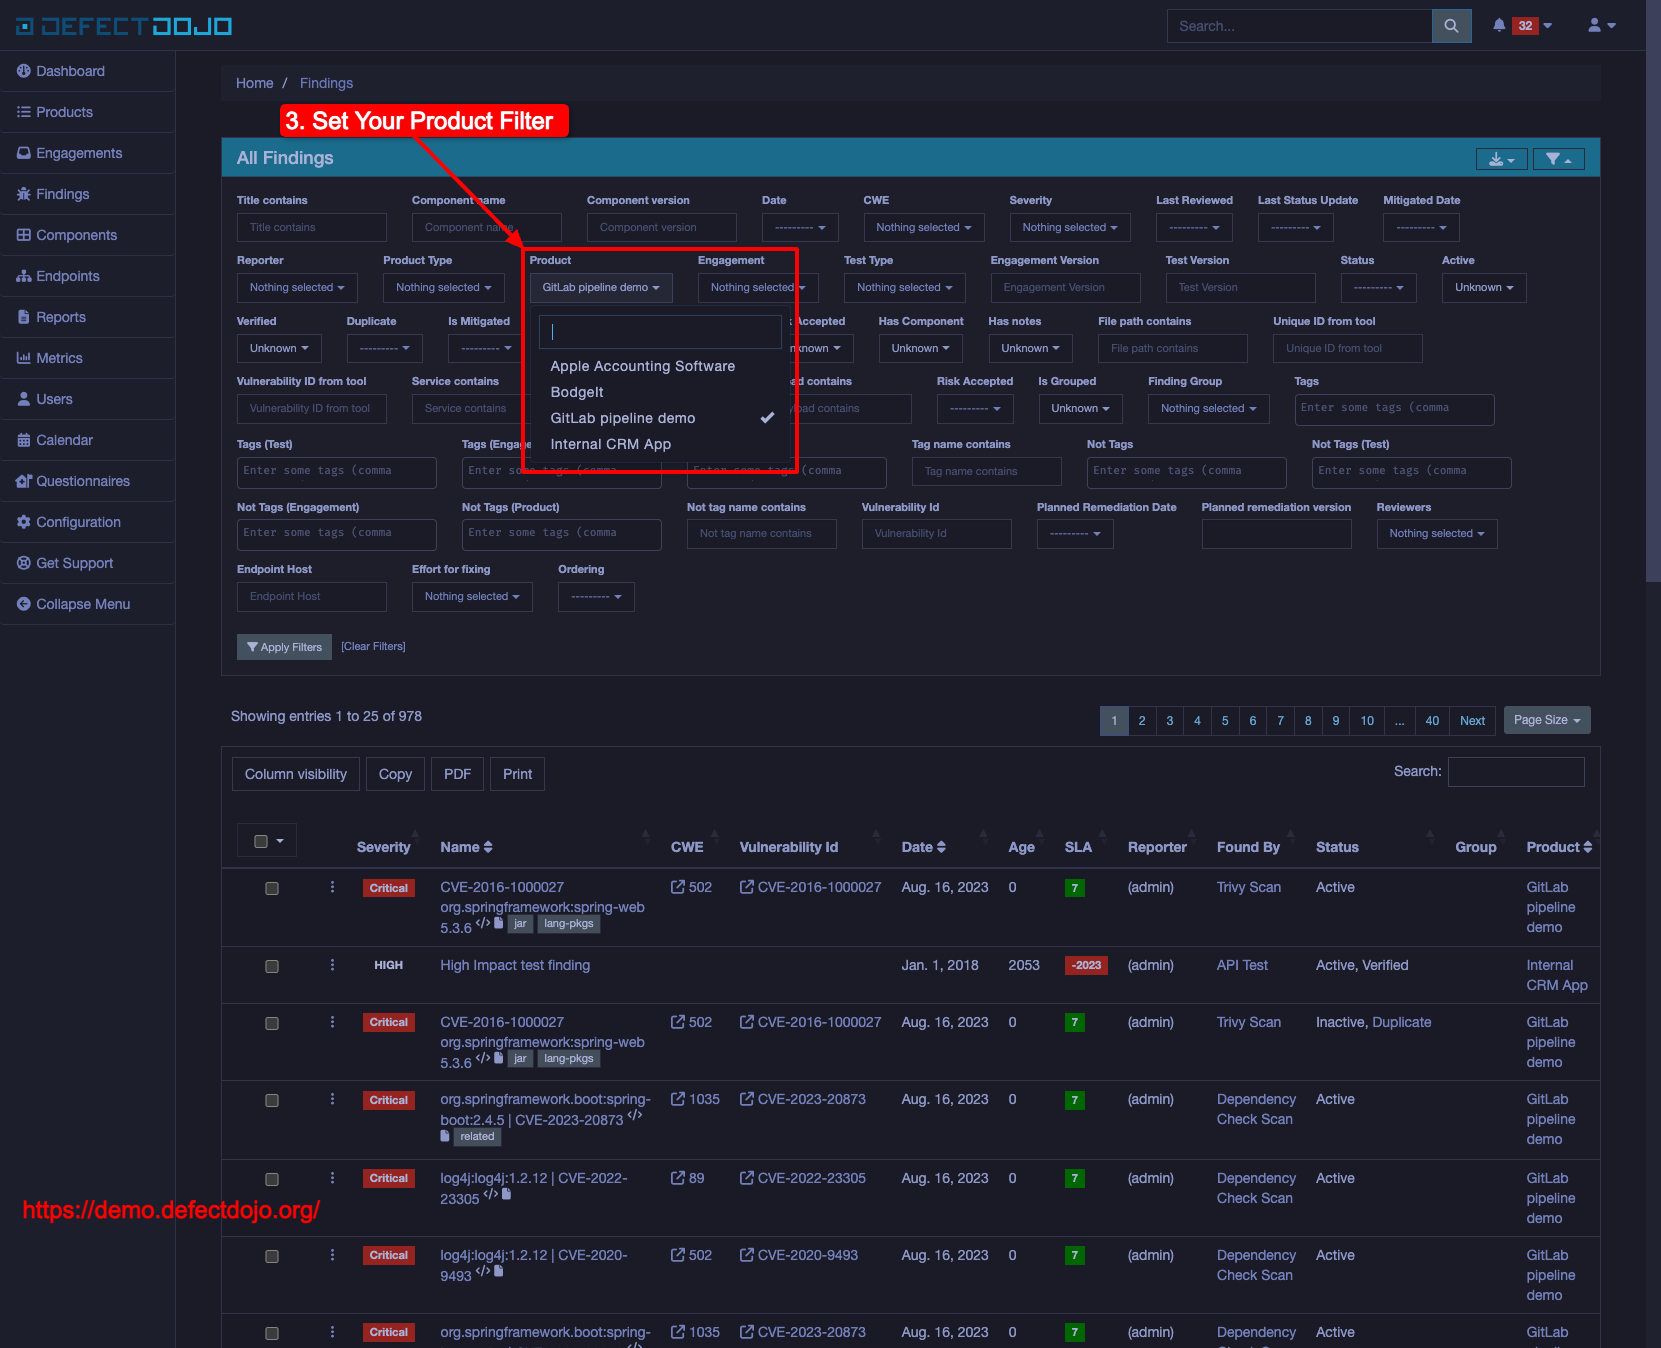 DEFECTDOJO
Search...
32
Dashboard
Products
Engagements
Findings
Components
Endpoints
Reports
Metrics
Users
Calendar
Questionnaires
Configuration
Get Support
Collapse Menu
Home / Findings
3. Set Your Product Filter
All Findings
Title contains Component name Component version Date CWE Severity Last Reviewed Last Status Update Mitigated Date
Title contains Component name Component version --------- Nothing selected Nothing selected --------- --------- ---------
Reporter Product Type Product Engagement Test Type Engagement Version Test Version Status Active
Nothing selected Nothing selected GitLab pipeline demo Nothing selected Nothing selected Engagement Version Test Version --------- Unknown
Verified Duplicate Is Mitigated Accepted Has Component Has notes File path contains Unique ID from tool
Unknown --------- --------- Unknown Unknown File path contains Unique ID from tool
Apple Accounting Software
BodgeIt
GitLab pipeline demo
Internal CRM App
Vulnerability ID from tool Service contains contains Risk Accepted Is Grouped Finding Group Tags
Vulnerability ID from tool Service contains contains --------- Unknown Nothing selected Enter some tags (comma
Tags (Test) Tags (Engage Tag name contains Not Tags Not Tags (Test)
Enter some tags (comma Enter some tags (comma Enter some tags (comma Tag name contains Enter some tags (comma Enter some tags (comma
Not Tags (Engagement) Not Tags (Product) Not tag name contains Vulnerability Id Planned Remediation Date Planned remediation version Reviewers
Enter some tags (comma Enter some tags (comma Not tag name contains Vulnerability Id --------- Nothing selected
Endpoint Host Effort for fixing Ordering
Endpoint Host Nothing selected ---------
Apply Filters [Clear Filters]
Showing entries 1 to 25 of 978
1 2 3 4 5 6 7 8 9 10 ... 40 Next Page Size
Column visibility Copy PDF Print Search:
Severity Name CWE Vulnerability Id Date Age SLA Reporter Found By Status Group Product
Critical CVE-2016-1000027 502 CVE-2016-1000027 Aug. 16, 2023 0 7 (admin) Trivy Scan Active GitLab
org.springframework:spring-web pipeline
5.3.6 jar lang-pkgs demo
HIGH High Impact test finding Jan. 1, 2018 2053 -2023 (admin) API Test Active, Verified Internal
CRM App
Critical CVE-2016-1000027 502 CVE-2016-1000027 Aug. 16, 2023 0 7 (admin) Trivy Scan Inactive, Duplicate GitLab
org.springframework:spring-web pipeline
5.3.6 jar lang-pkgs demo
Critical org.springframework.boot:spring- 1035 CVE-2023-20873 Aug. 16, 2023 0 7 (admin) Dependency Active GitLab
boot:2.4.5 | CVE-2023-20873 Check Scan pipeline
related demo
Critical log4j:log4j:1.2.12 | CVE-2022- 89 CVE-2022-23305 Aug. 16, 2023 0 7 (admin) Dependency Active GitLab
23305 Check Scan pipeline
demo
https://demo.defectdojo.org/
Critical log4j:log4j:1.2.12 | CVE-2020- 502 CVE-2020-9493 Aug. 16, 2023 0 7 (admin) Dependency Active GitLab
9493 Check Scan pipeline
demo
Critical org.springframework.boot:spring- 1035 CVE-2023-20873 Aug. 16, 2023 0 7 (admin) Dependency Active GitLab